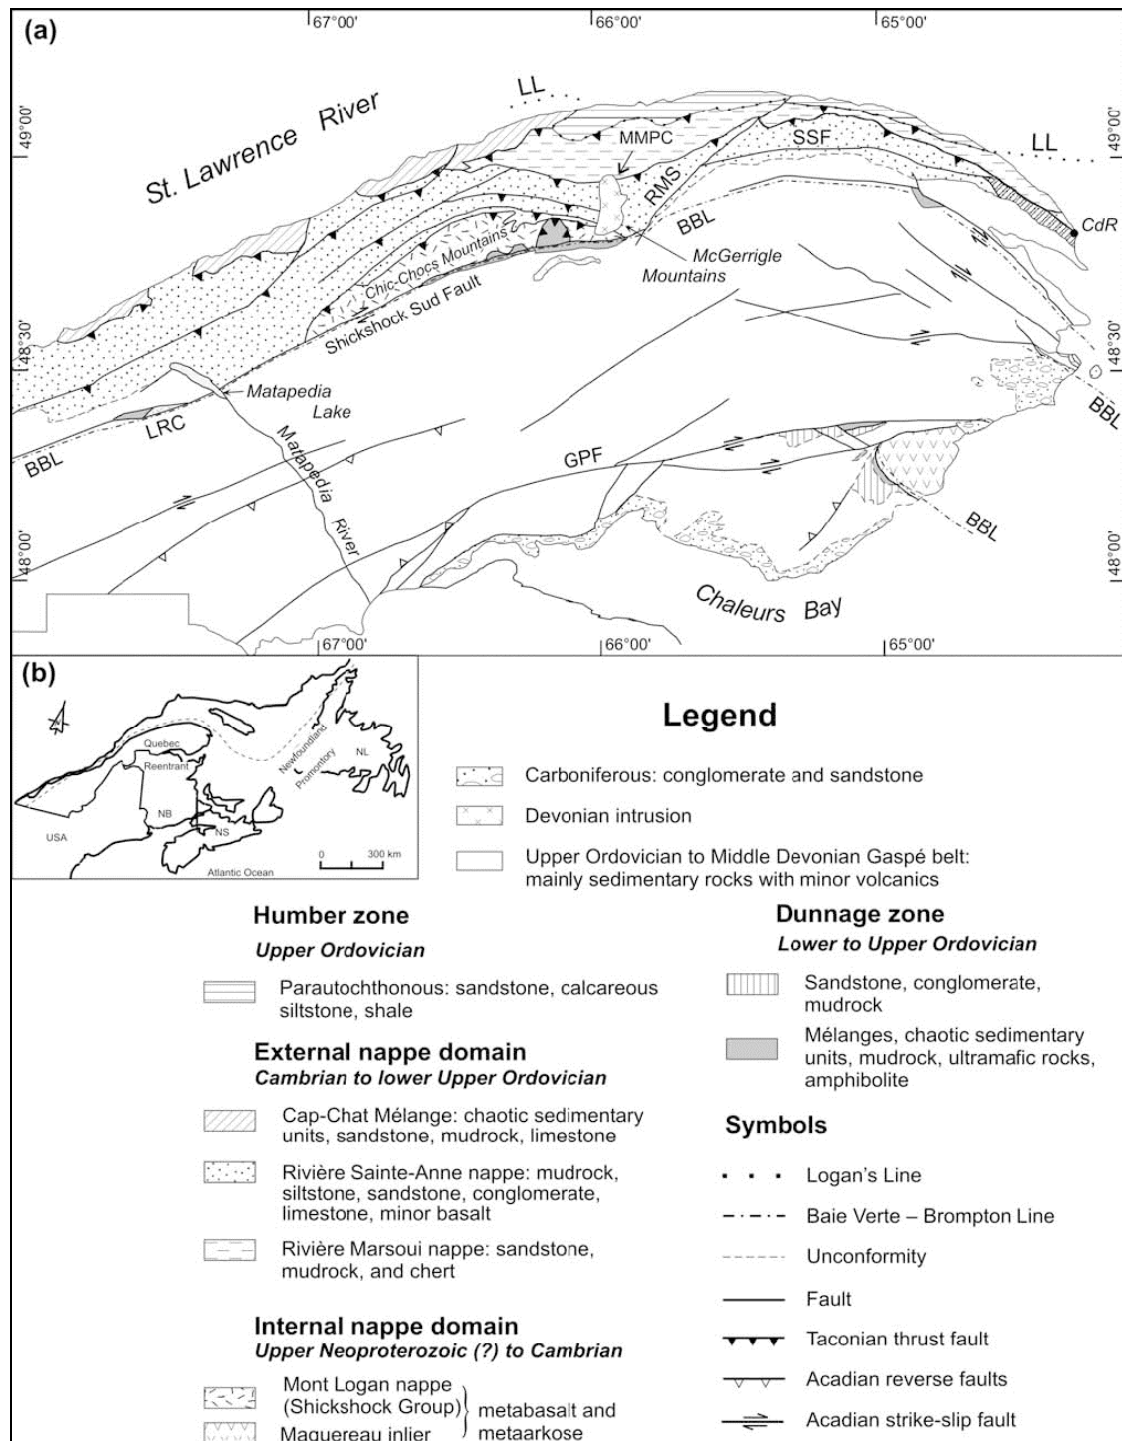 (a)
67°00'
66°00'
65°00'
St. Lawrence River
LL
MMPC
SSF
LL
49°00'
49°00'
RMS
BBL
CdR
Chic-Chocs Mountains
McGerrigle
Mountains
Shickshock Sud Fault
48°30'
48°30'
Matapedia
Lake
LRC
BBL
BBL
Matapedia River
GPF
BBL
48°00'
48°00'
Chaleurs Bay
67°00'
66°00'
65°00'
(b)
N
Quebec
Reentrant
Newfoundland
Promontory
NL
NB
NS
USA
0 300 km
Atlantic Ocean
Legend
Carboniferous: conglomerate and sandstone
Devonian intrusion
Upper Ordovician to Middle Devonian Gaspé belt:
mainly sedimentary rocks with minor volcanics
Humber zone
Upper Ordovician
Parautochthonous: sandstone, calcareous
siltstone, shale
External nappe domain
Cambrian to lower Upper Ordovician
Cap-Chat Mélange: chaotic sedimentary
units, sandstone, mudrock, limestone
Rivière Sainte-Anne nappe: mudrock,
siltstone, sandstone, conglomerate,
limestone, minor basalt
Rivière Marsoui nappe: sandstone,
mudrock, and chert
Internal nappe domain
Upper Neoproterozoic (?) to Cambrian
Mont Logan nappe
(Shickshock Group)
Maquereau inlier
metabasalt and
metaarkose
Dunnage zone
Lower to Upper Ordovician
Sandstone, conglomerate,
mudrock
Mélanges, chaotic sedimentary
units, mudrock, ultramafic rocks,
amphibolite
Symbols
Logan's Line
Baie Verte – Brompton Line
Unconformity
Fault
Taconian thrust fault
Acadian reverse faults
Acadian strike-slip fault